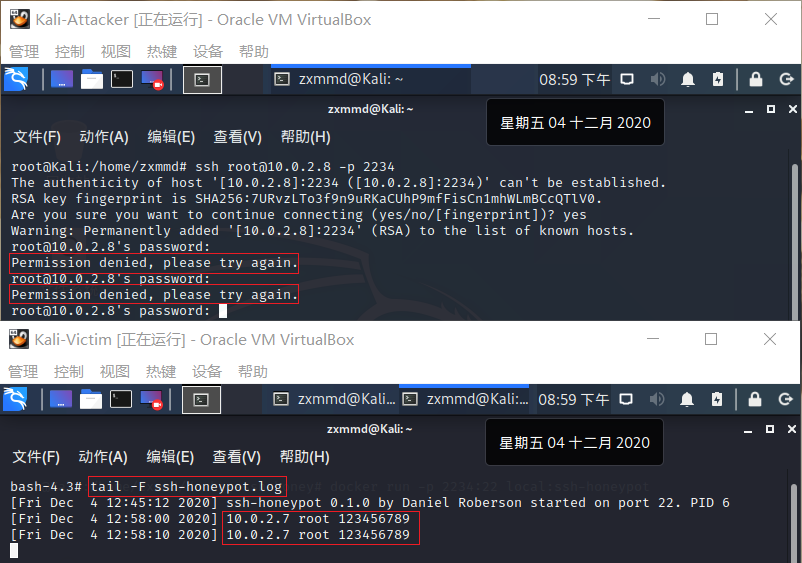 Kali-Attacker [正在运行] - Oracle VM VirtualBox
管理 控制 视图 热键 设备 帮助
zxmmd@Kali: ~ 08:59 下午
zxmmd@Kali: ~
星期五 04 十二月 2020
文件(F) 动作(A) 编辑(E) 查看(V) 帮助(H)
root@Kali:/home/zxmmd# ssh root@10.0.2.8 -p 2234
The authenticity of host '[10.0.2.8]:2234 ([10.0.2.8]:2234)' can't be established.
RSA key fingerprint is SHA256:7URvzLTo3f9n9uRKaCUhP9mfFisCn1mhWLmBCcQTlV0.
Are you sure you want to continue connecting (yes/no/[fingerprint])? yes
Warning: Permanently added '[10.0.2.8]:2234' (RSA) to the list of known hosts.
root@10.0.2.8's password:
Permission denied, please try again.
root@10.0.2.8's password:
Permission denied, please try again.
root@10.0.2.8's password:
Kali-Victim [正在运行] - Oracle VM VirtualBox
管理 控制 视图 热键 设备 帮助
zxmmd@Kali... zxmmd@Kali:... 08:59 下午
zxmmd@Kali: ~
星期五 04 十二月 2020
文件(F) 动作(A) 编辑(E) 查看(V) 帮助(H)
bash-4.3# tail -F ssh-honeypot.log
[Fri Dec  4 12:45:12 2020] ssh-honeypot 0.1.0 by Daniel Roberson started on port 22. PID 6
[Fri Dec  4 12:58:00 2020] 10.0.2.7 root 123456789
[Fri Dec  4 12:58:10 2020] 10.0.2.7 root 123456789